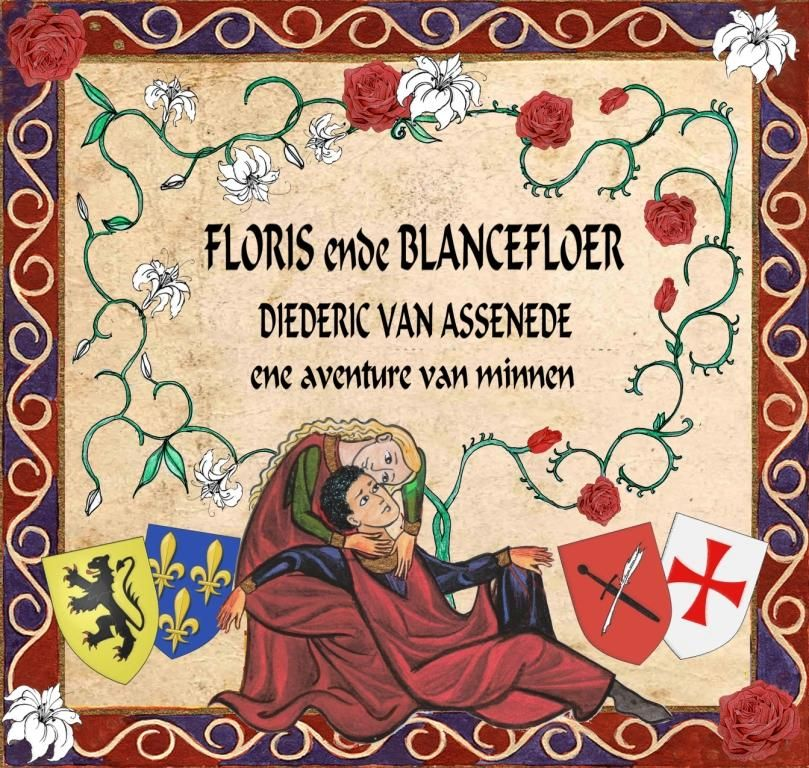 FLORIS ende BLANCEFLOER
DIEDERIC VAN ASSENEDE
ene aventure van minnen